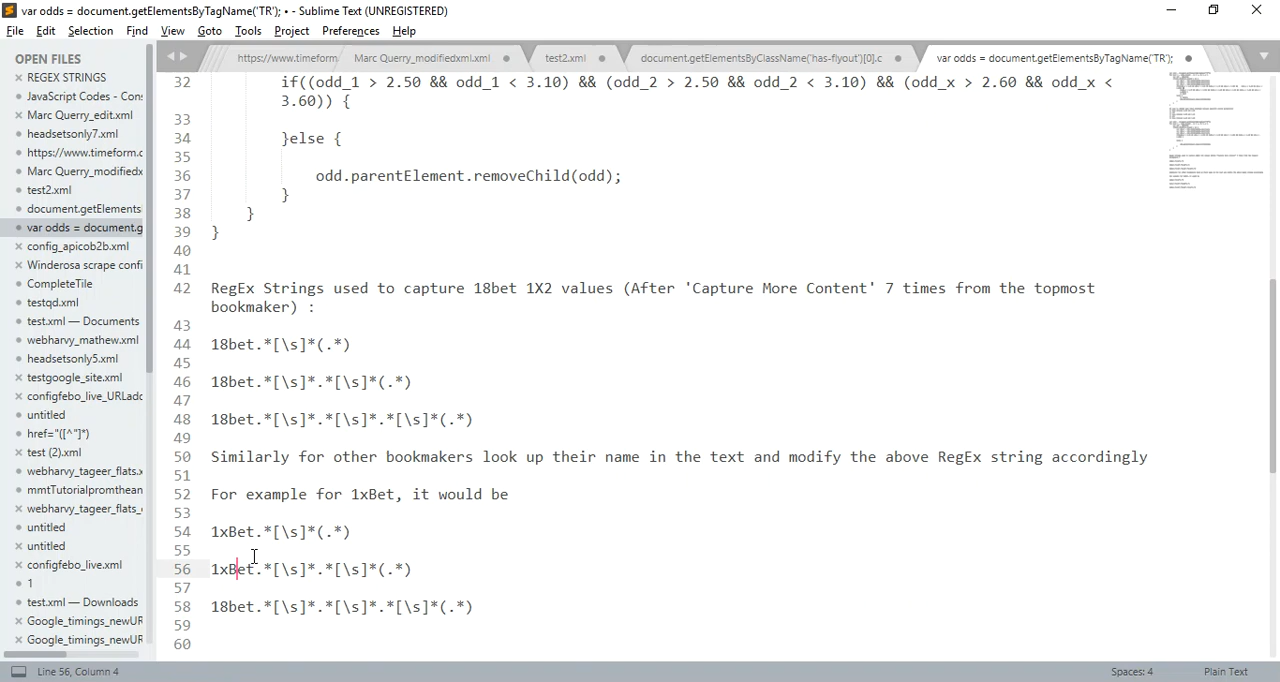 var odds = document.getElementsByTagName('TR'); • - Sublime Text (UNREGISTERED)
File Edit Selection Find View Goto Tools Project Preferences Help
OPEN FILES
REGEX STRINGS
JavaScript Codes - Cons
Marc Querry_edit.xml
headsetsonly7.xml
https://www.timeform.c
Marc Querry_modifiedx
test2.xml
document.getElements
var odds = document.g
config_apicob2b.xml
Winderosa scrape confi
CompleteTile
testqd.xml
test.xml — Documents
webharvy_mathew.xml
headsetsonly5.xml
testgoogle_site.xml
configfebo_live_URLadd
untitled
href="([^"]*)
test (2).xml
webharvy_tageer_flats.x
mmtTutorialpromthean
webharvy_tageer_flats_
untitled
untitled
configfebo_live.xml
1
test.xml — Downloads
Google_timings_newUR
Google_timings_newUR
https://www.timeform Marc Querry_modifiedxml.xml test2.xml document.getElementsByClassName('has-flyout')[0].c var odds = document.getElementsByTagName('TR');
32 if((odd_1 > 2.50 && odd_1 < 3.10) && (odd_2 > 2.50 && odd_2 < 3.10) && (odd_x > 2.60 && odd_x <
3.60)) {
33
34 }else {
35
36 odd.parentElement.removeChild(odd);
37 }
38 }
39 }
40
41
42 RegEx Strings used to capture 18bet 1X2 values (After 'Capture More Content' 7 times from the topmost
bookmaker) :
43
44 18bet.*[\s]*(.*)
45
46 18bet.*[\s]*.*[\s]*(.*)
47
48 18bet.*[\s]*.*[\s]*.*[\s]*(.*)
49
50 Similarly for other bookmakers look up their name in the text and modify the above RegEx string accordingly
51
52 For example for 1xBet, it would be
53
54 1xBet.*[\s]*(.*)
55
56 1xBet.*[\s]*.*[\s]*(.*)
57
58 18bet.*[\s]*.*[\s]*.*[\s]*(.*)
59
60
Line 56, Column 4 Spaces: 4 Plain Text